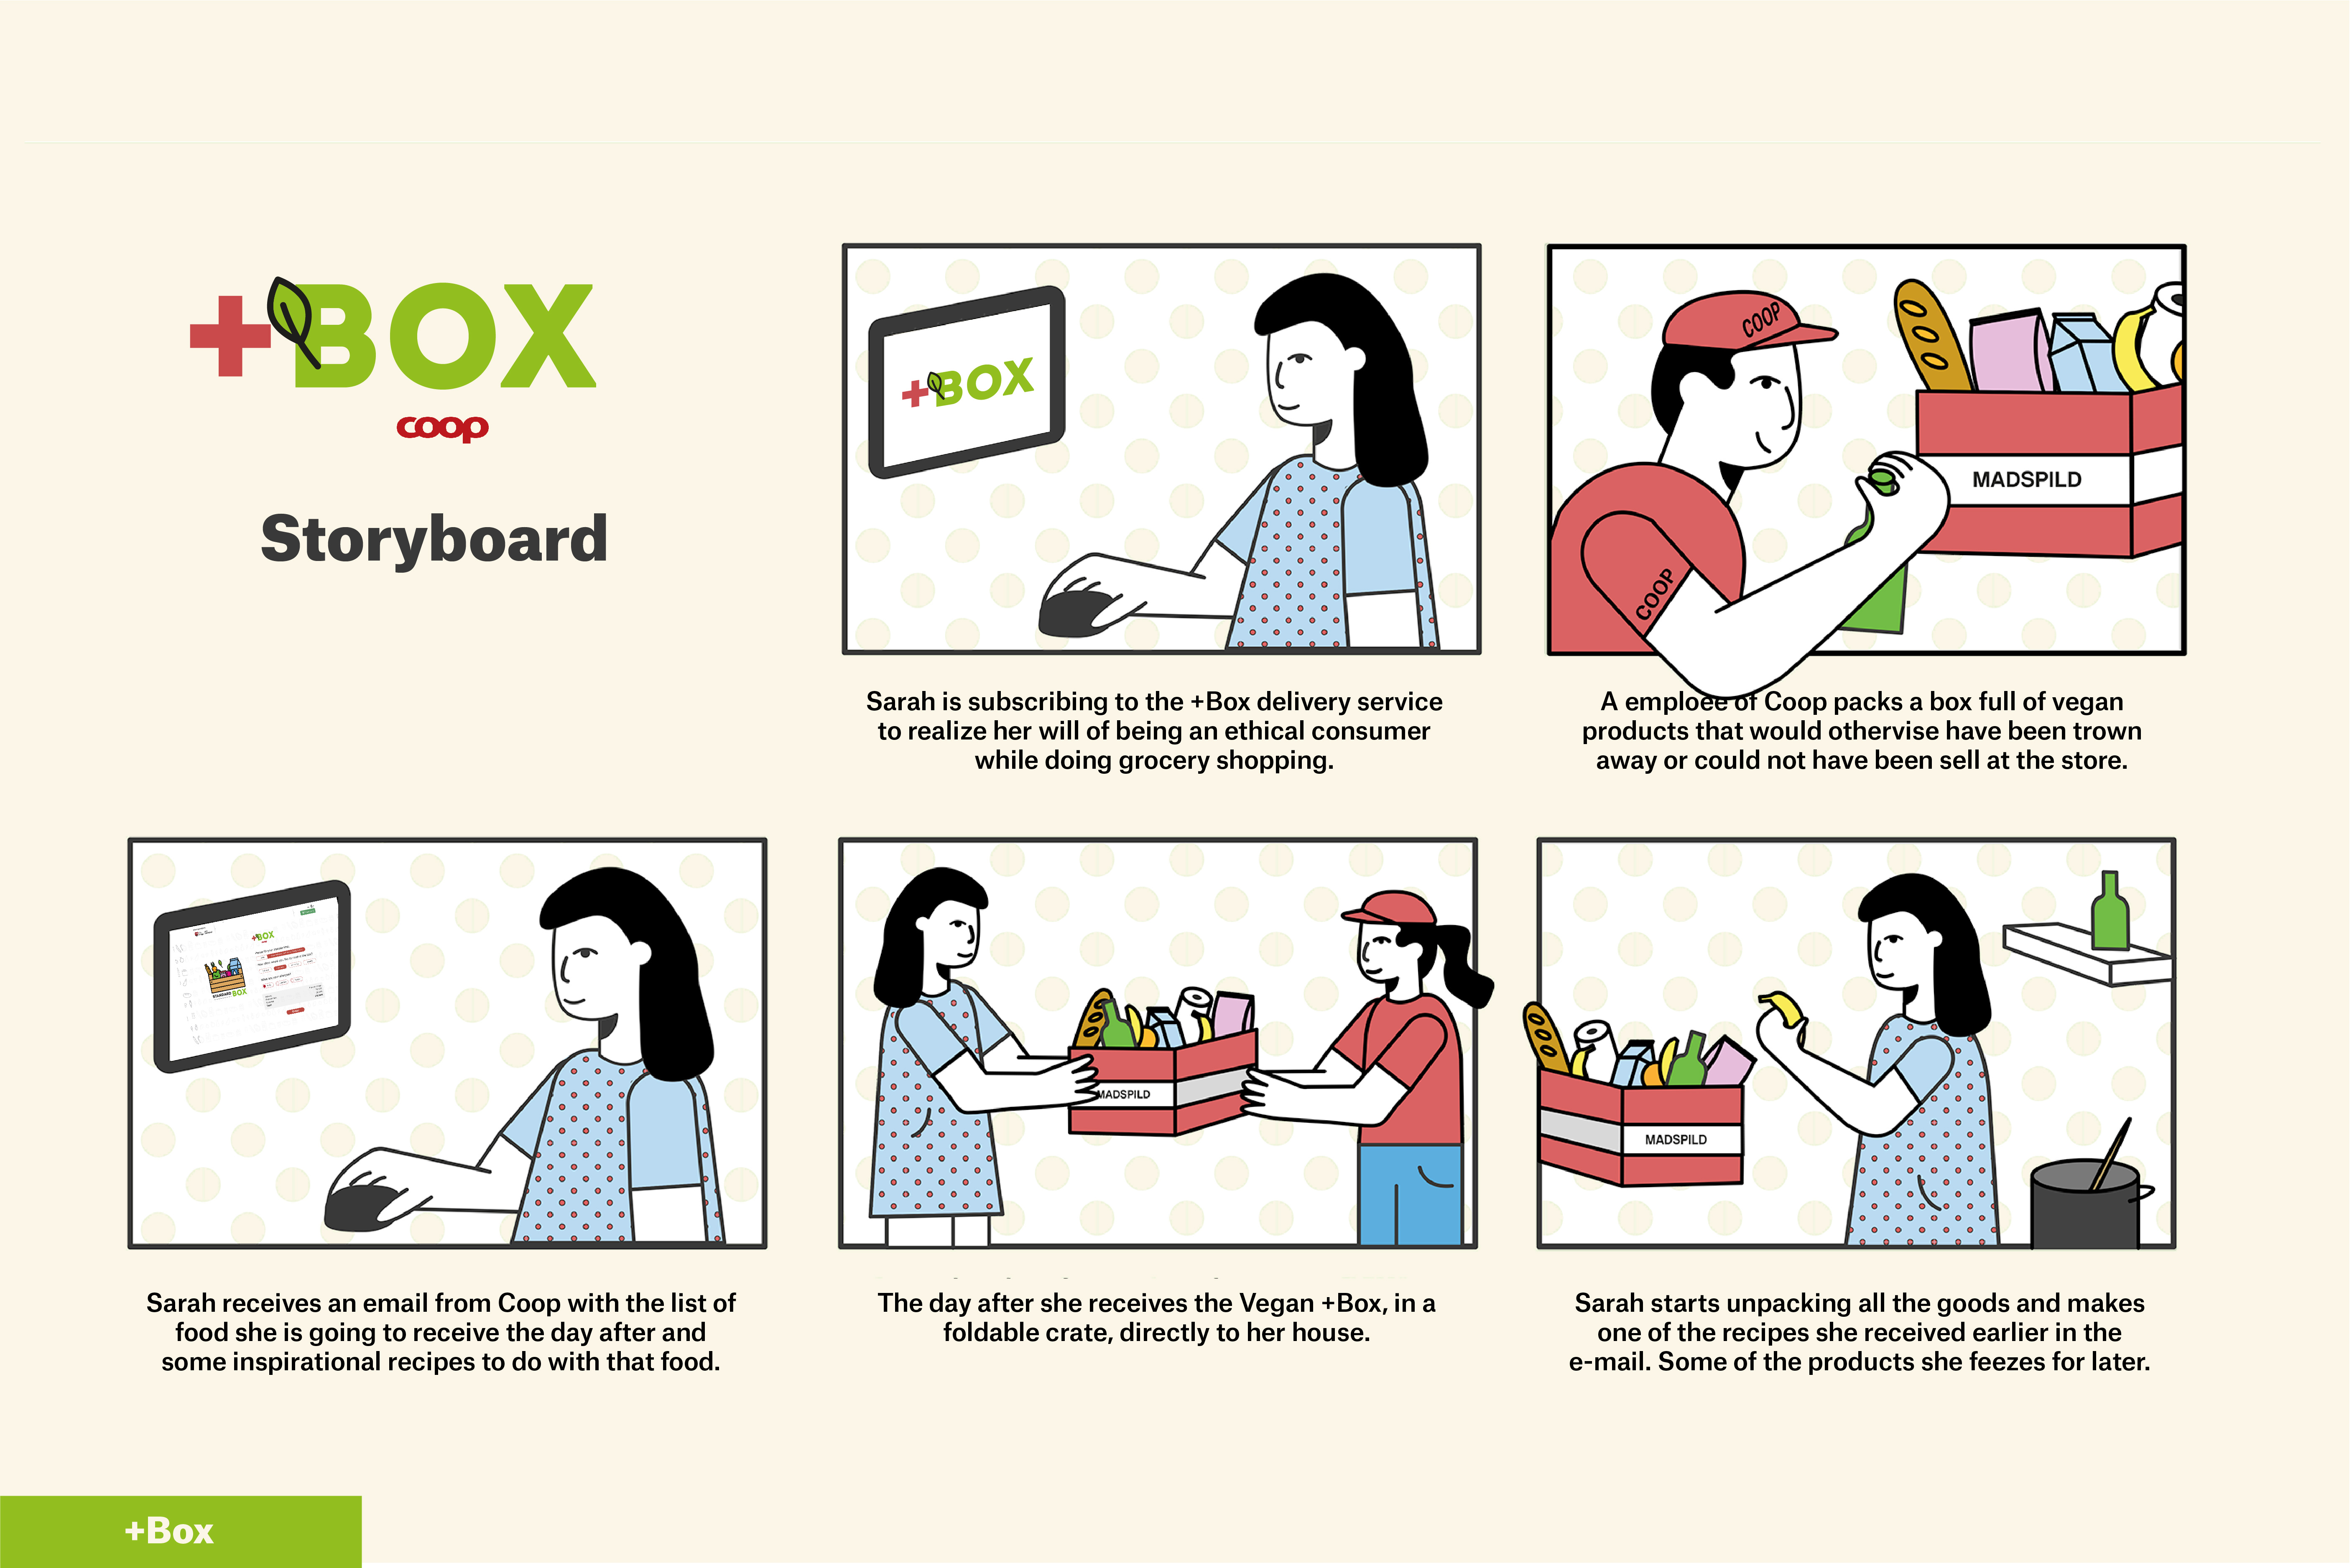 +BOX
coop
Storyboard
+BOX
COOP
COOP
MADSPILD
Sarah is subscribing to the +Box delivery service
to realize her will of being an ethical consumer
while doing grocery shopping.
A emploee of Coop packs a box full of vegan
products that would othervise have been trown
away or could not have been sell at the store.
+BOX
STANDARD BOX
MADSPILD
MADSPILD
Sarah receives an email from Coop with the list of
food she is going to receive the day after and
some inspirational recipes to do with that food.
The day after she receives the Vegan +Box, in a
foldable crate, directly to her house.
Sarah starts unpacking all the goods and makes
one of the recipes she received earlier in the
e-mail. Some of the products she feezes for later.
+Box